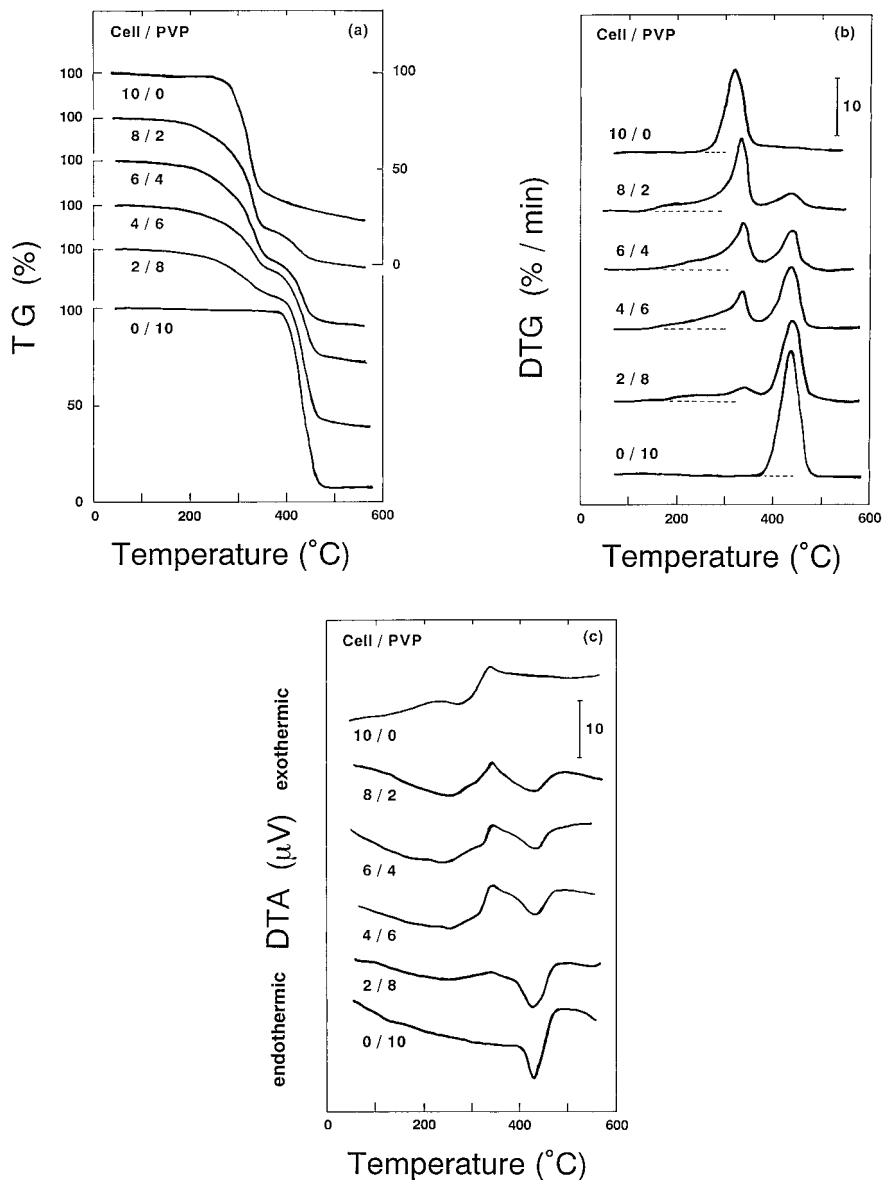 Cell / PVP (a)
100
10 / 0
100
8 / 2
100
6 / 4
100
4 / 6
100
2 / 8
100
0 / 10
50
0
100
50
0
0 200 400 600
TG (%)
Temperature (°C)
Cell / PVP (b)
10
10 / 0
8 / 2
6 / 4
4 / 6
2 / 8
0 / 10
0 200 400 600
DTG (% / min)
Temperature (°C)
Cell / PVP (c)
10
10 / 0
8 / 2
6 / 4
4 / 6
2 / 8
0 / 10
0 200 400 600
endothermic DTA (µV) exothermic
Temperature (°C)